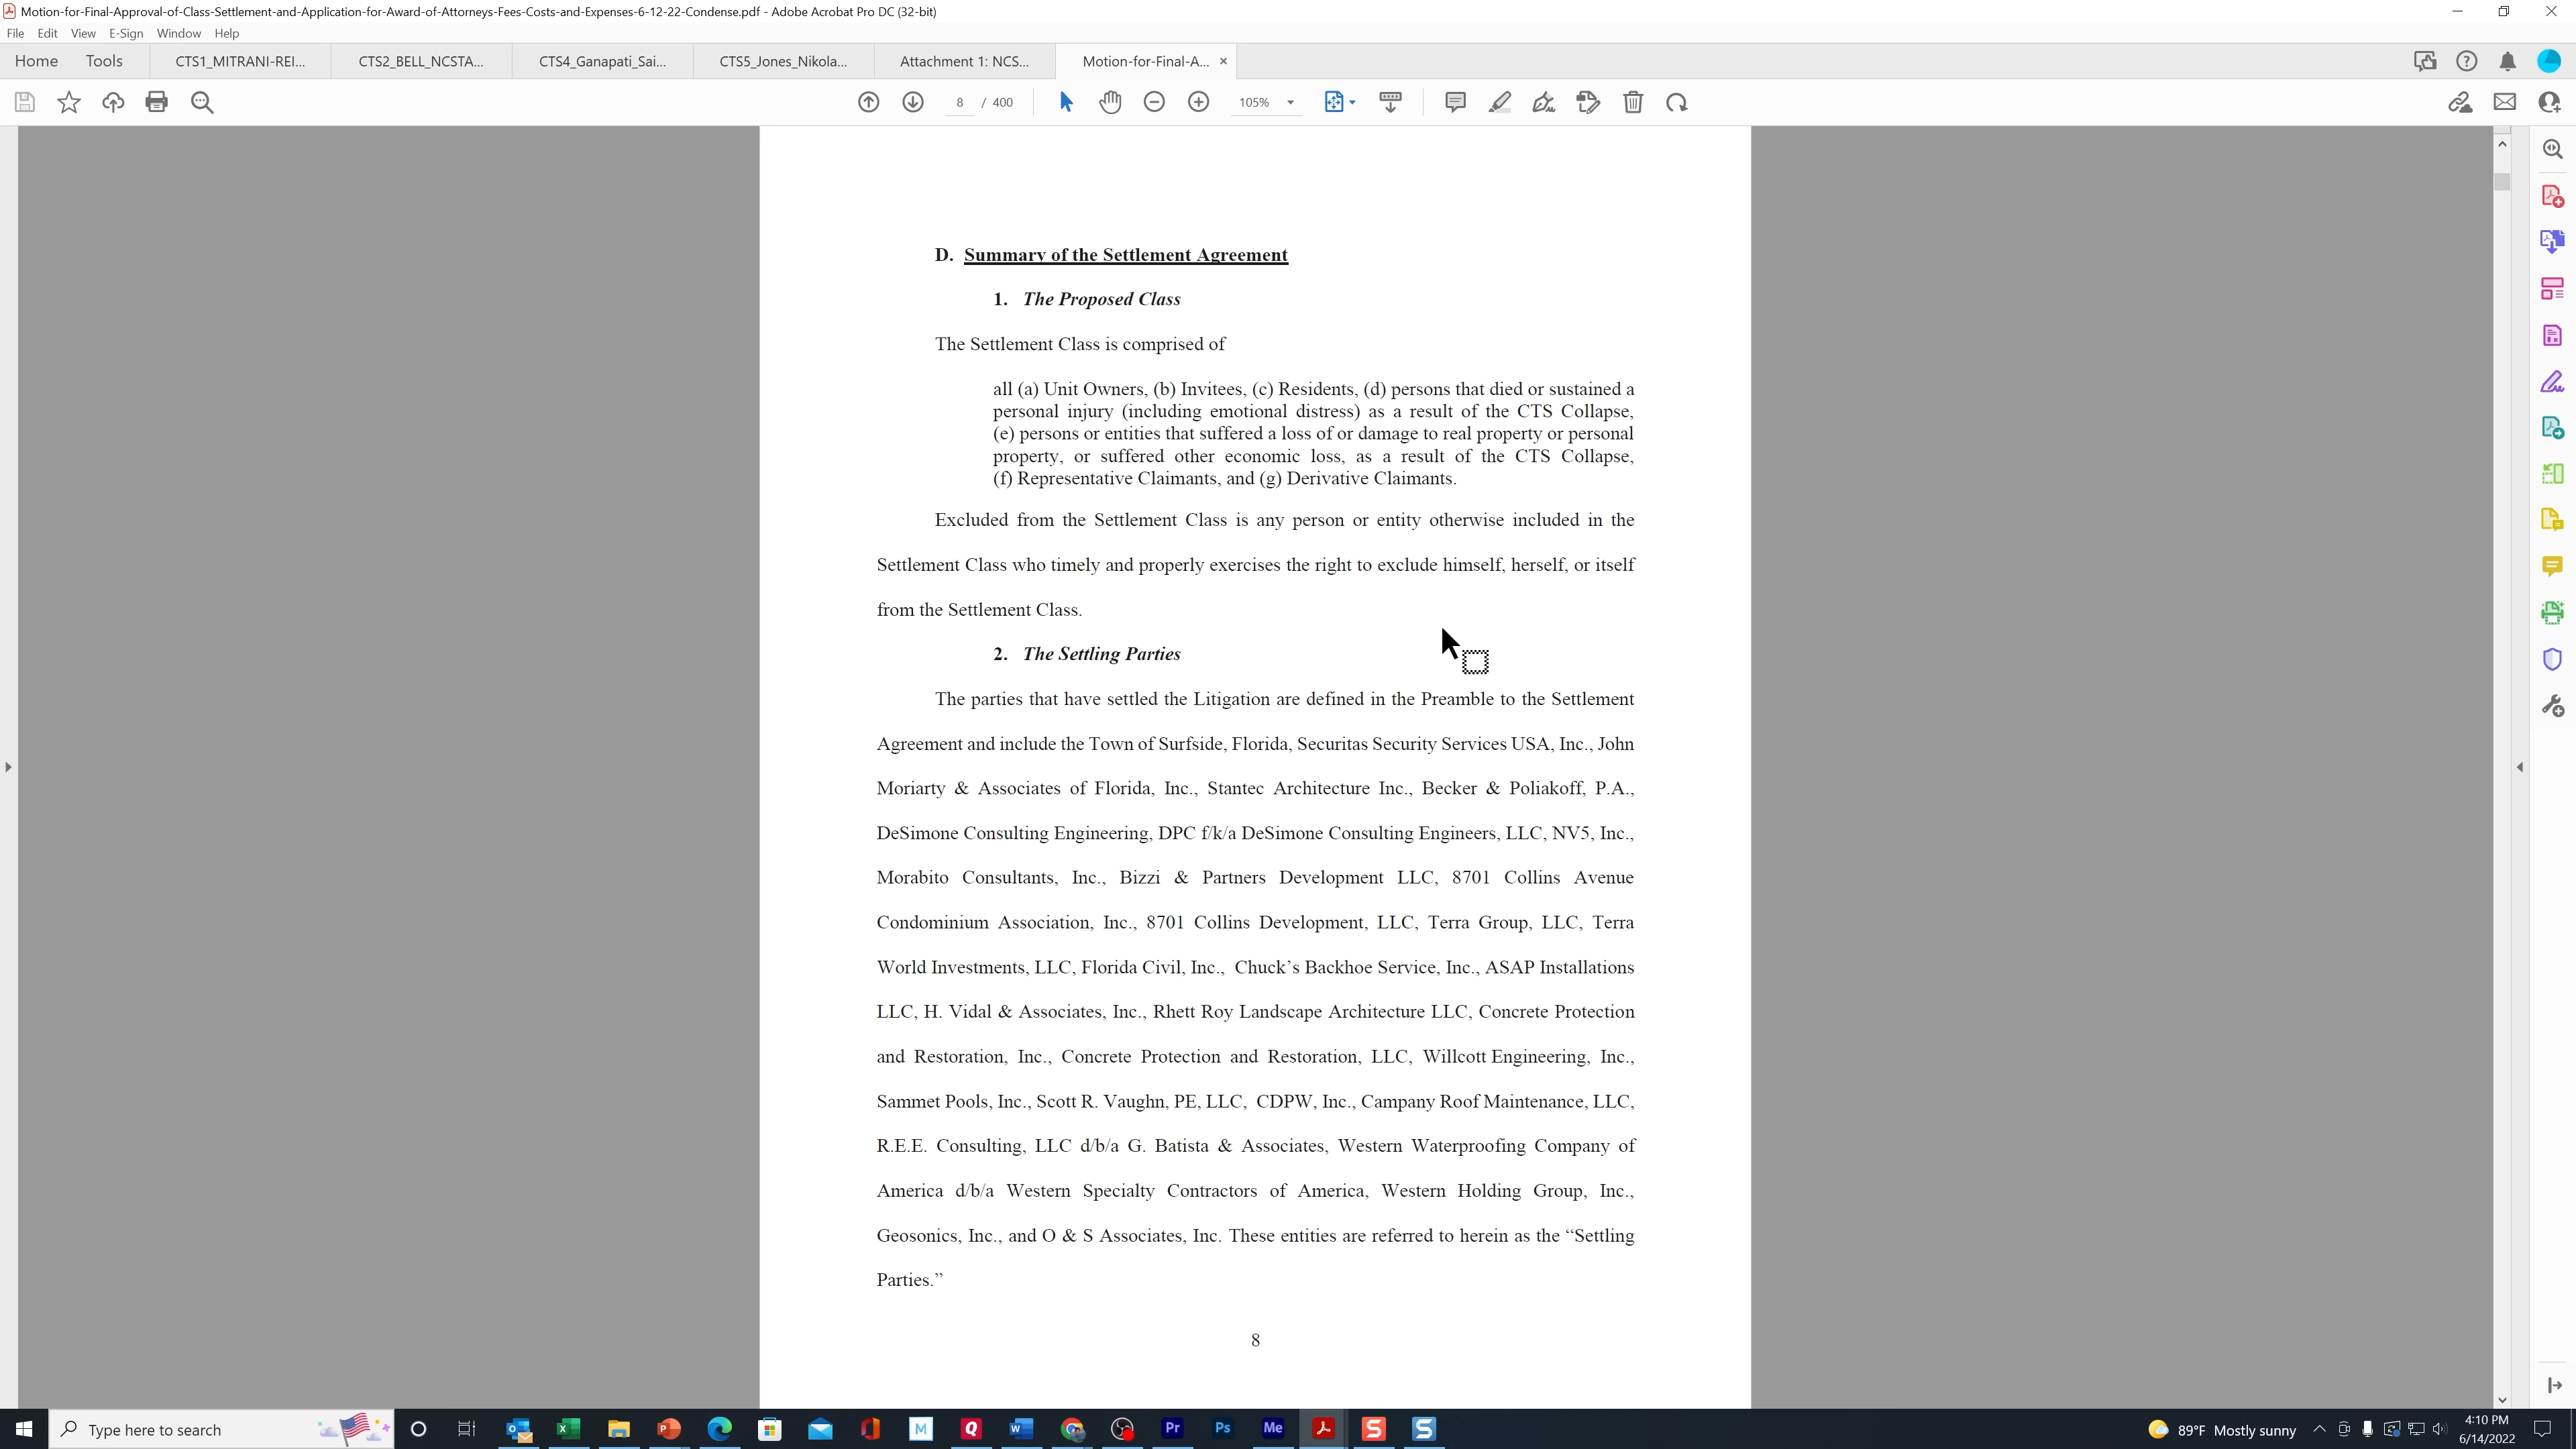 Motion-for-Final-Approval-of-Class-Settlement-and-Application-for-Award-of-Attorneys-Fees-Costs-and-Expenses-6-12-22-Condense.pdf - Adobe Acrobat Pro DC (32-bit)
File Edit View E-Sign Window Help
Home Tools CTS1_MITRANI-REI... CTS2_BELL_NCSTA... CTS4_Ganapati_Sai... CTS5_Jones_Nikola... Attachment 1: NCS... Motion-for-Final-A... ×
8 / 400 105%
D. Summary of the Settlement Agreement
1. The Proposed Class
The Settlement Class is comprised of
all (a) Unit Owners, (b) Invitees, (c) Residents, (d) persons that died or sustained a
personal injury (including emotional distress) as a result of the CTS Collapse,
(e) persons or entities that suffered a loss of or damage to real property or personal
property, or suffered other economic loss, as a result of the CTS Collapse,
(f) Representative Claimants, and (g) Derivative Claimants.
Excluded from the Settlement Class is any person or entity otherwise included in the
Settlement Class who timely and properly exercises the right to exclude himself, herself, or itself
from the Settlement Class.
2. The Settling Parties
The parties that have settled the Litigation are defined in the Preamble to the Settlement
Agreement and include the Town of Surfside, Florida, Securitas Security Services USA, Inc., John
Moriarty & Associates of Florida, Inc., Stantec Architecture Inc., Becker & Poliakoff, P.A.,
DeSimone Consulting Engineering, DPC f/k/a DeSimone Consulting Engineers, LLC, NV5, Inc.,
Morabito Consultants, Inc., Bizzi & Partners Development LLC, 8701 Collins Avenue
Condominium Association, Inc., 8701 Collins Development, LLC, Terra Group, LLC, Terra
World Investments, LLC, Florida Civil, Inc., Chuck's Backhoe Service, Inc., ASAP Installations
LLC, H. Vidal & Associates, Inc., Rhett Roy Landscape Architecture LLC, Concrete Protection
and Restoration, Inc., Concrete Protection and Restoration, LLC, Willcott Engineering, Inc.,
Sammet Pools, Inc., Scott R. Vaughn, PE, LLC, CDPW, Inc., Campany Roof Maintenance, LLC,
R.E.E. Consulting, LLC d/b/a G. Batista & Associates, Western Waterproofing Company of
America d/b/a Western Specialty Contractors of America, Western Holding Group, Inc.,
Geosonics, Inc., and O & S Associates, Inc. These entities are referred to herein as the “Settling
Parties.”
8
Type here to search
M Q W Pr Ps Me S S
89°F Mostly sunny
4:10 PM
6/14/2022